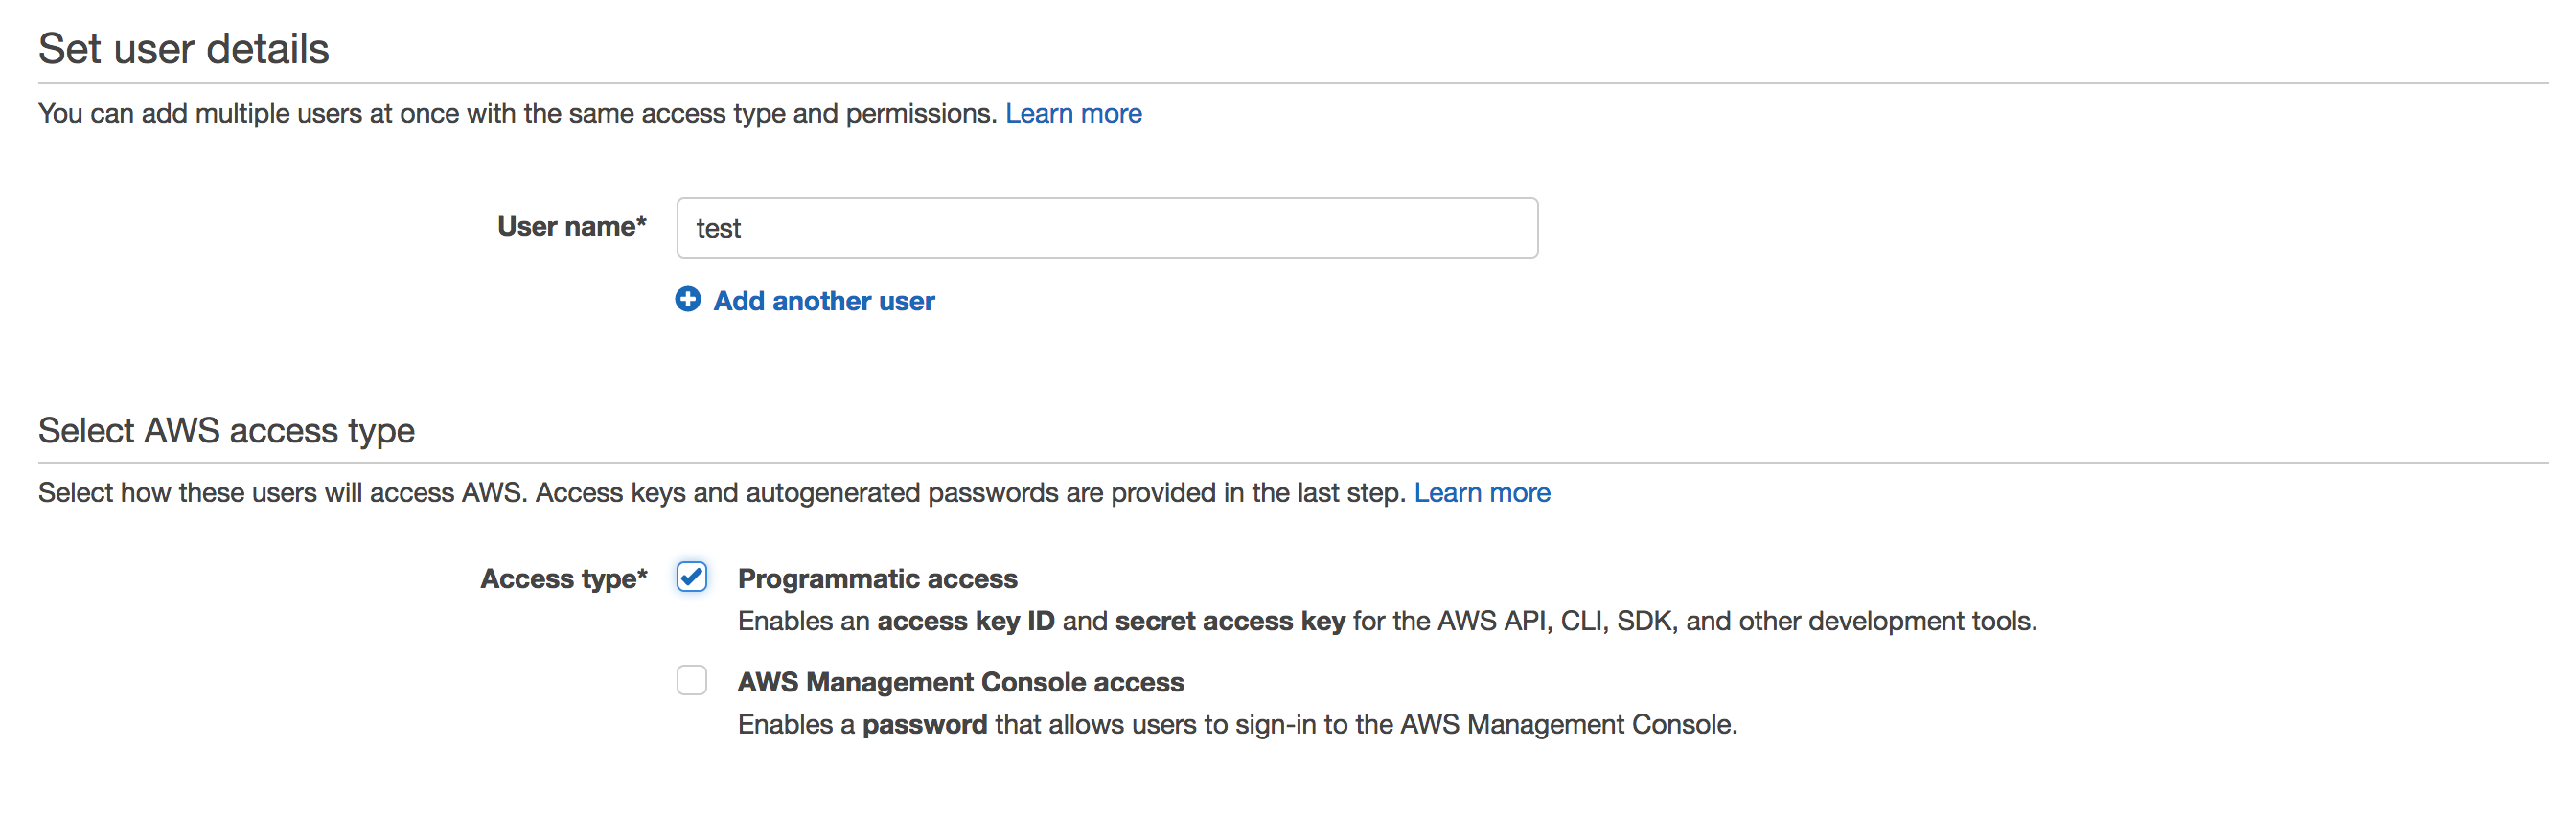 Set user details
You can add multiple users at once with the same access type and permissions. Learn more
User name* test
Add another user
Select AWS access type
Select how these users will access AWS. Access keys and autogenerated passwords are provided in the last step. Learn more
Access type* Programmatic access
Enables an access key ID and secret access key for the AWS API, CLI, SDK, and other development tools.
AWS Management Console access
Enables a password that allows users to sign-in to the AWS Management Console.